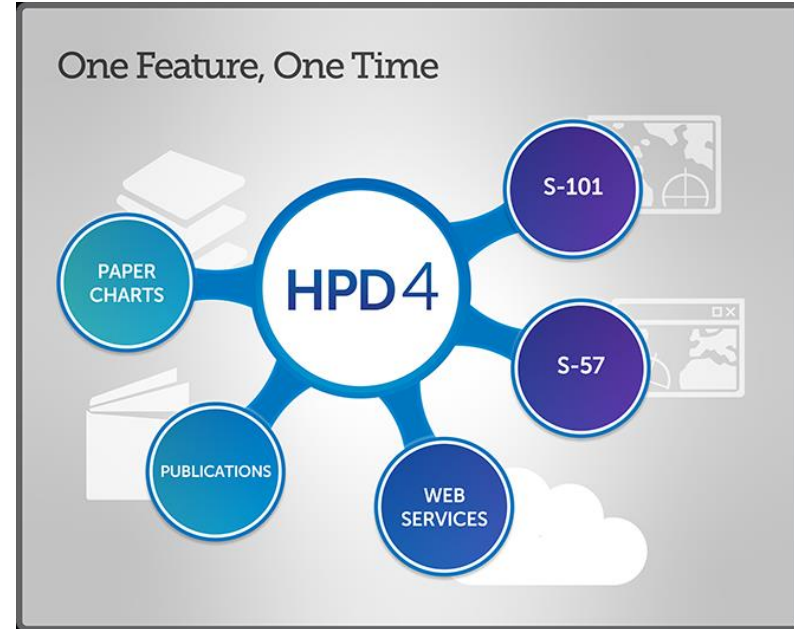 One Feature, One Time
S-101
PAPER
CHARTS
HPD4
S-57
PUBLICATIONS
WEB
SERVICES